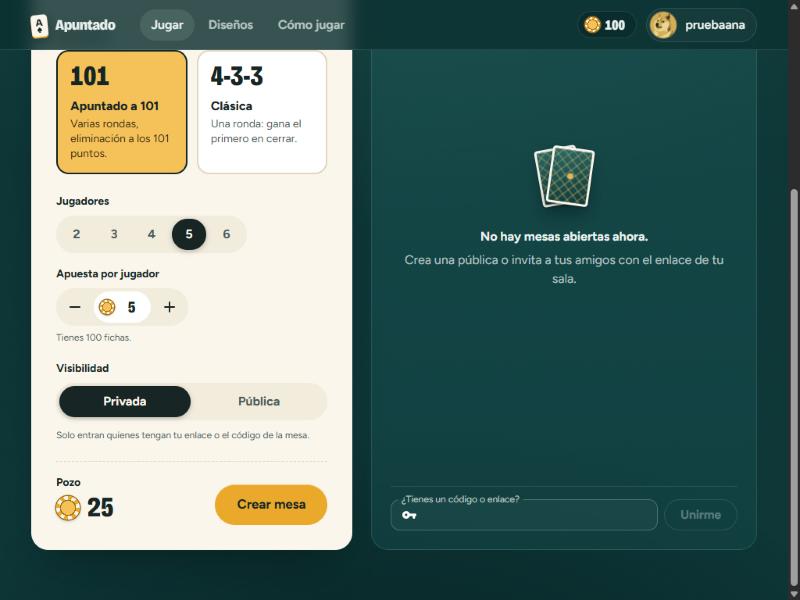 A
Apuntado
Jugar
Diseños
Cómo jugar
100
pruebaana
101
Apuntado a 101
Varias rondas,
eliminación a los 101
puntos.
4-3-3
Clásica
Una ronda: gana el
primero en cerrar.
Jugadores
2 3 4 5 6
Apuesta por jugador
− 5 +
Tienes 100 fichas.
Visibilidad
Privada
Pública
Solo entran quienes tengan tu enlace o el código de la mesa.
Pozo
25
Crear mesa
No hay mesas abiertas ahora.
Crea una pública o invita a tus amigos con el enlace de tu
sala.
¿Tienes un código o enlace?
Unirme